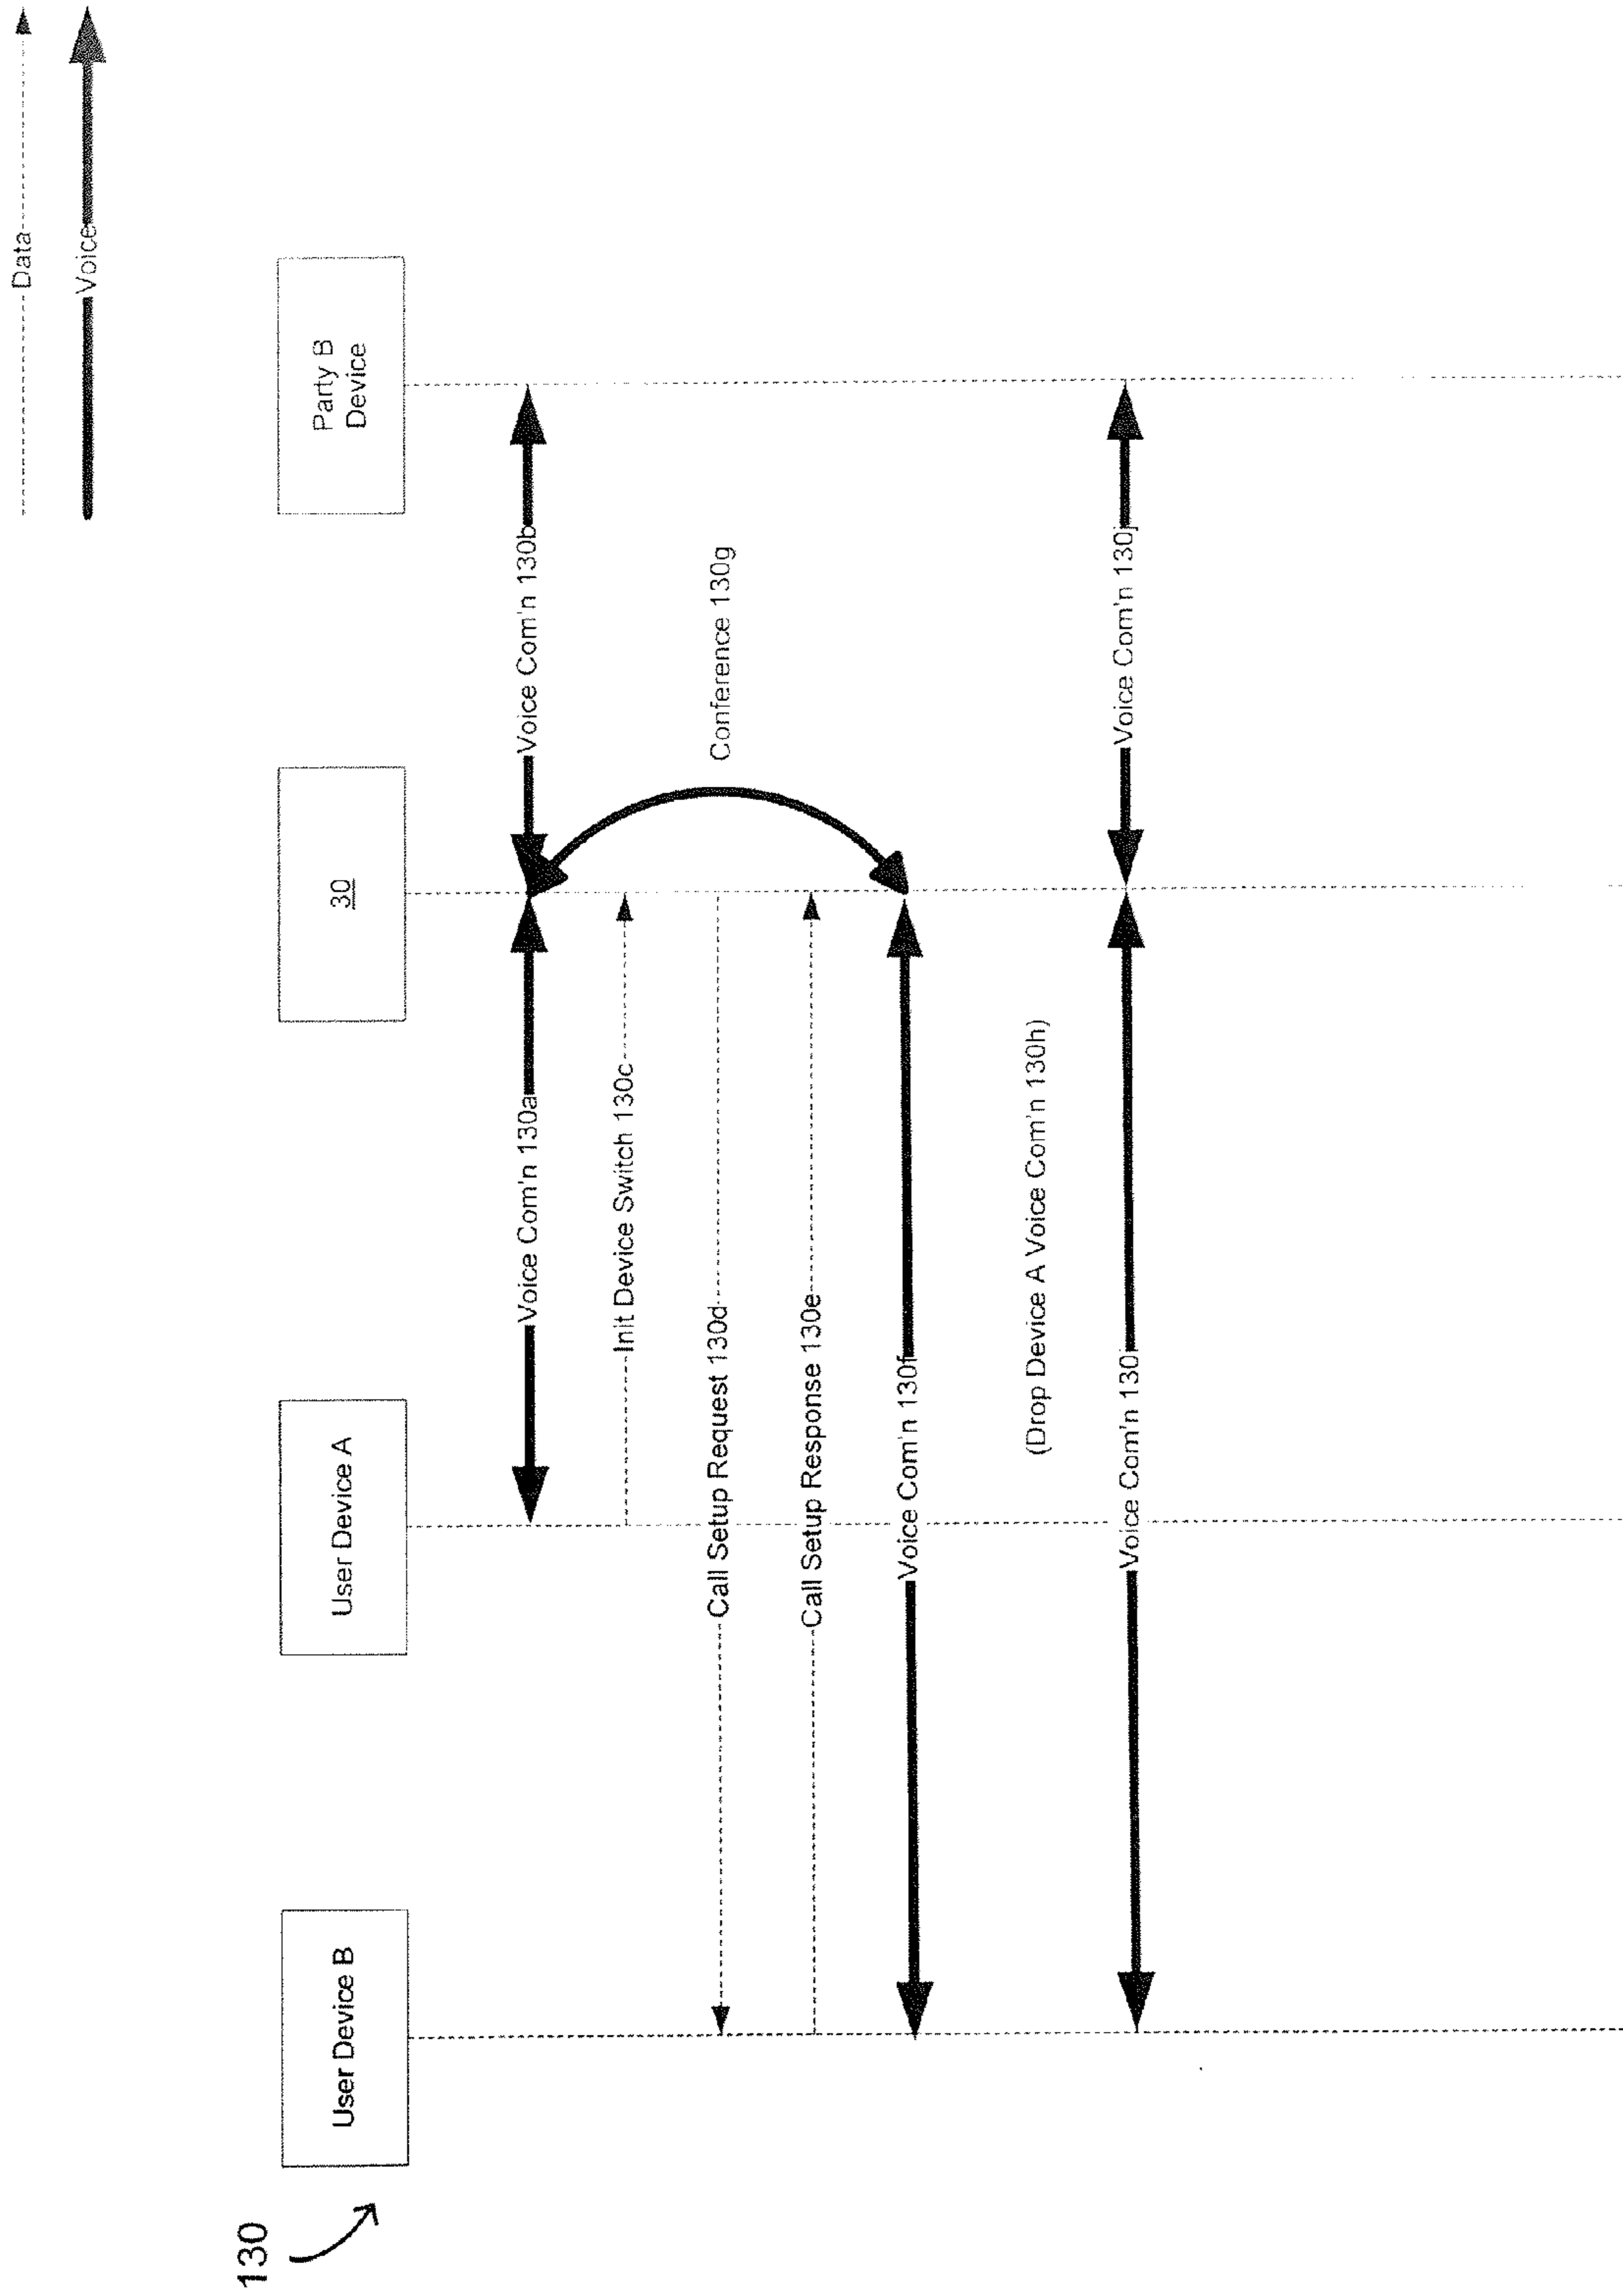 130
Data
Voice
User Device B
User Device A
30
Party B
Device
Voice Com'n 130a
Voice Com'n 130b
Init Device Switch 130c
Call Setup Request 130d
Conference 130g
Call Setup Response 130e
Voice Com'n 130f
(Drop Device A Voice Com'n 130h)
Voice Com'n 130i
Voice Com'n 130j